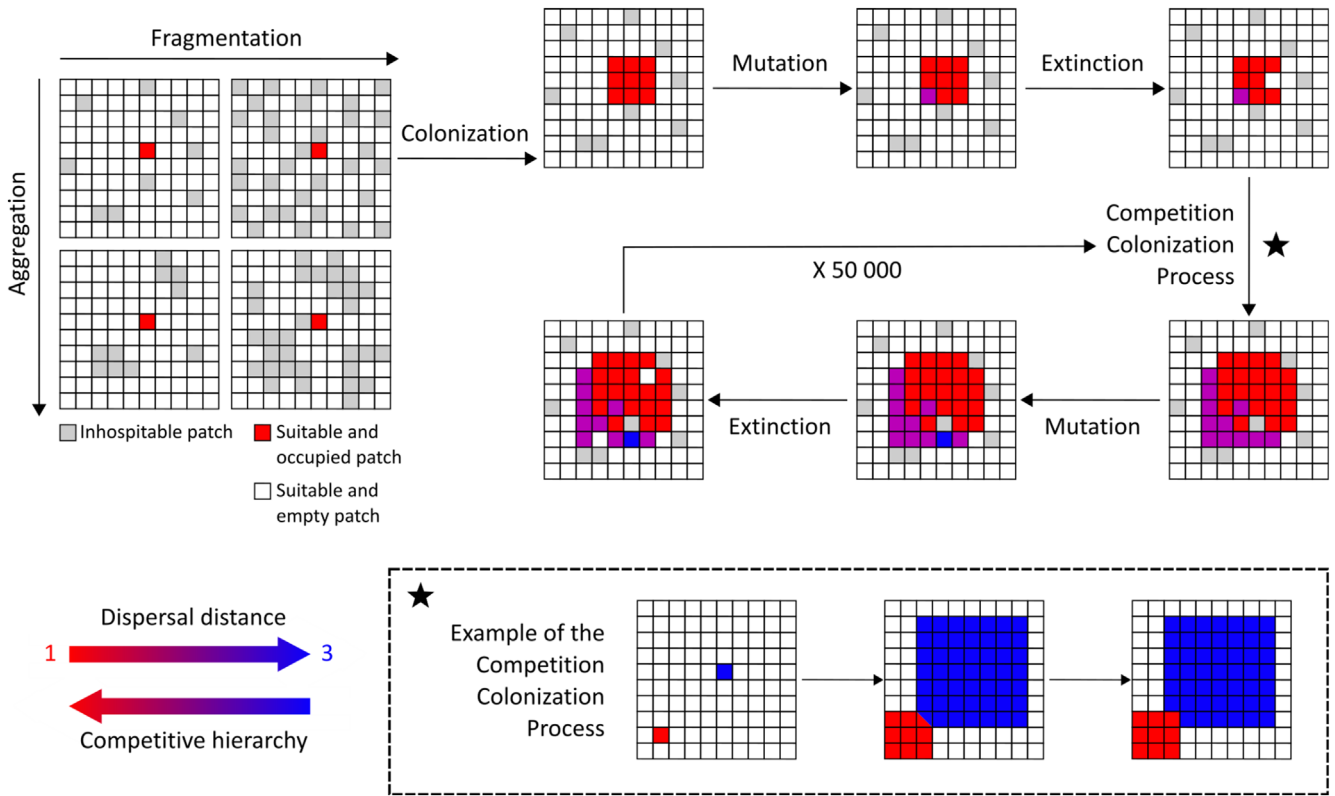 Fragmentation
Aggregation
Colonization
Mutation
Extinction
Competition
Colonization
Process
X 50 000
Extinction
Mutation
Inhospitable patch
Suitable and
occupied patch
Suitable and
empty patch
Dispersal distance
1
3
Competitive hierarchy
Example of the
Competition
Colonization
Process